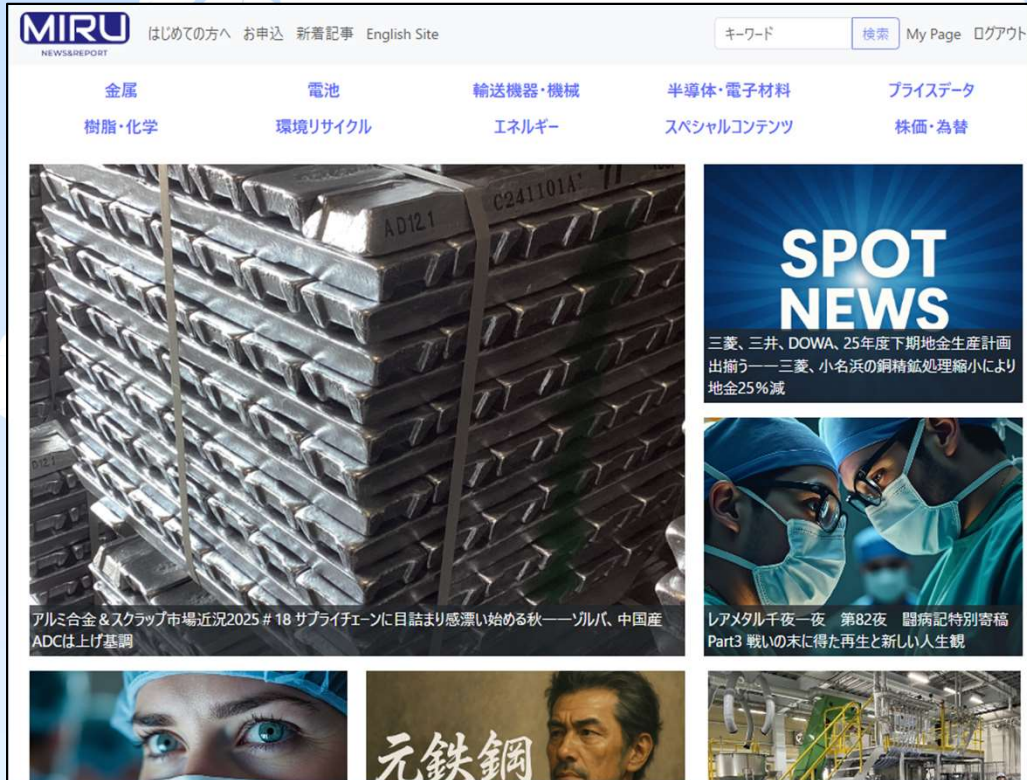 MIRU
NEWS&REPORT
はじめての方へ お申込 新着記事 English Site
キーワード 検索 My Page ログアウト
金属 電池 輸送機器・機械 半導体・電子材料 プライスデータ
樹脂・化学 環境リサイクル エネルギー スペシャルコンテンツ 株価・為替
AD12.1
C241101A
D12.1
アルミ合金＆スクラップ市場近況2025＃18 サプライチェーンに目詰まり感漂い始める秋――ゾルバ、中国産
ADCは上げ基調
SPOT
NEWS
三菱、三井、DOWA、25年度下期地金生産計画
出揃う――三菱、小名浜の銅精鉱処理縮小により
地金25％減
レアメタル千夜一夜　第82夜　闘病記特別寄稿
Part3 戦いの末に得た再生と新しい人生観
元鉄鋼